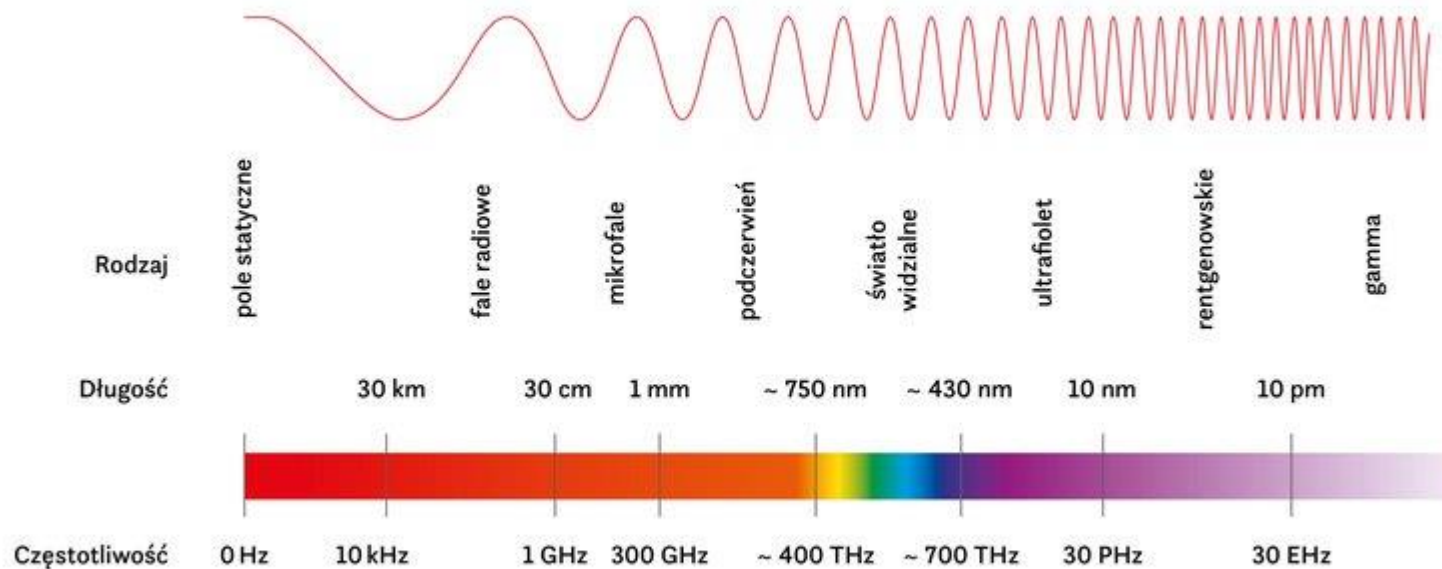 Rodzaj
pole statyczne
fale radiowe
mikrofale
podczerwień
światło
widzialne
ultrafiolet
rentgenowskie
gamma
Długość 30 km 30 cm 1 mm ~ 750 nm ~ 430 nm 10 nm 10 pm
Częstotliwość 0 Hz 10 kHz 1 GHz 300 GHz ~ 400 THz ~ 700 THz 30 PHz 30 EHz